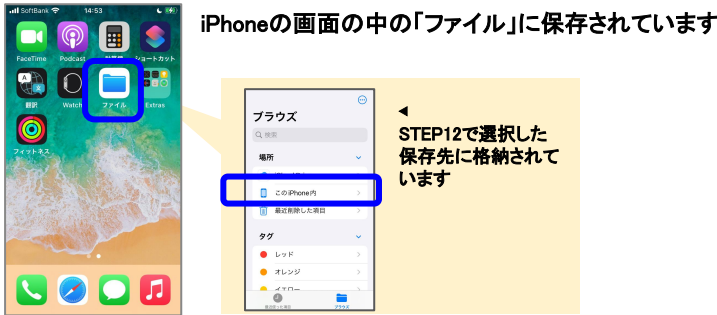 iPhoneの画面の中の「ファイル」に保存されています
SoftBank 14:53
FaceTime Podcast ショートカット
翻訳 Watch ファイル Extras
フィットネス
ブラウズ
検索
場所
このiPhone内
最近削除した項目
タグ
レッド
オレンジ
ブラウズ
◀
STEP12で選択した
保存先に格納されて
います